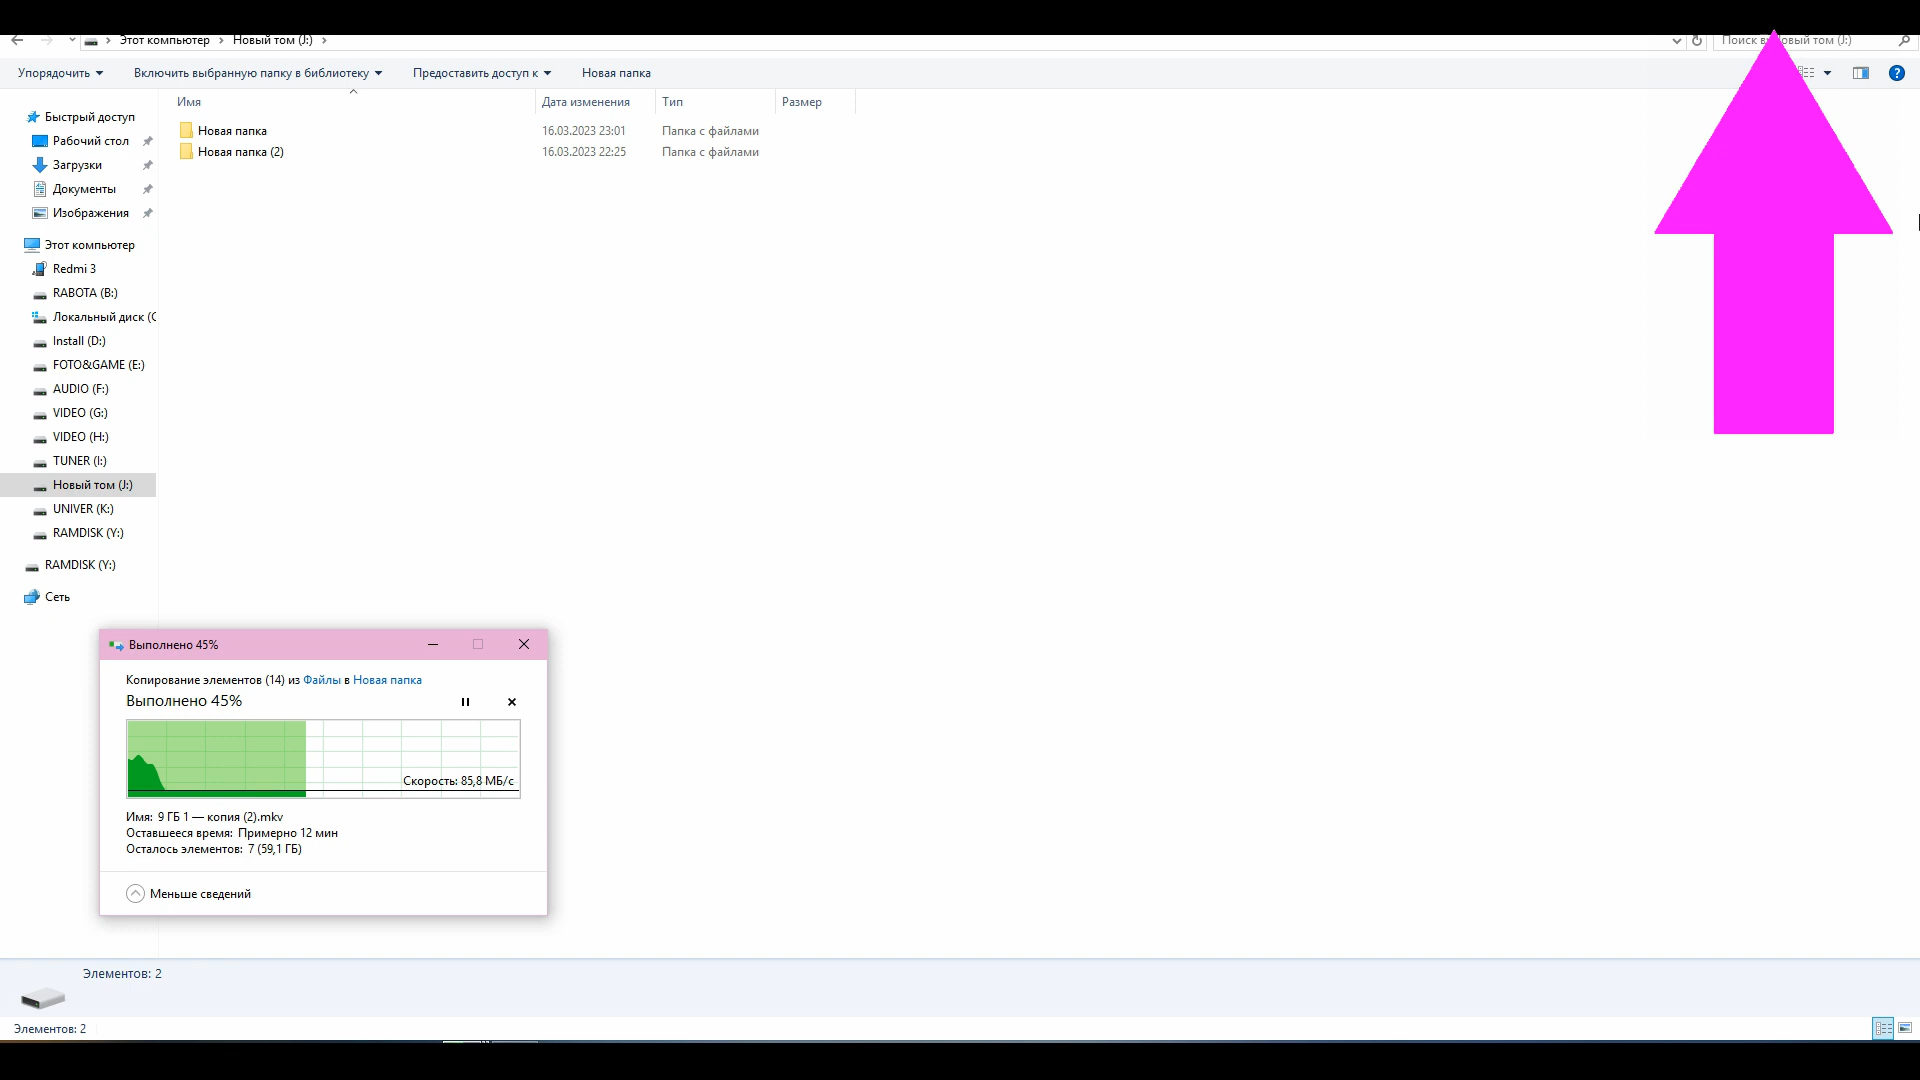 Этот компьютер > Новый том (J:) >
Поиск в: Новый том (J:)
Упорядочить Включить выбранную папку в библиотеку Предоставить доступ к Новая папка
Имя Дата изменения Тип Размер
Новая папка 16.03.2023 23:01 Папка с файлами
Новая папка (2) 16.03.2023 22:25 Папка с файлами
Быстрый доступ
Рабочий стол
Загрузки
Документы
Изображения
Этот компьютер
Redmi 3
RABOTA (B:)
Локальный диск (C
Install (D:)
FOTO&GAME (E:)
AUDIO (F:)
VIDEO (G:)
VIDEO (H:)
TUNER (I:)
Новый том (J:)
UNIVER (K:)
RAMDISK (Y:)
RAMDISK (Y:)
Сеть
Выполнено 45%
Копирование элементов (14) из Файлы в Новая папка
Выполнено 45%
Скорость: 85,8 МБ/с
Имя: 9 ГБ 1 — копия (2).mkv
Оставшееся время: Примерно 12 мин
Осталось элементов: 7 (59,1 ГБ)
Меньше сведений
Элементов: 2
Элементов: 2